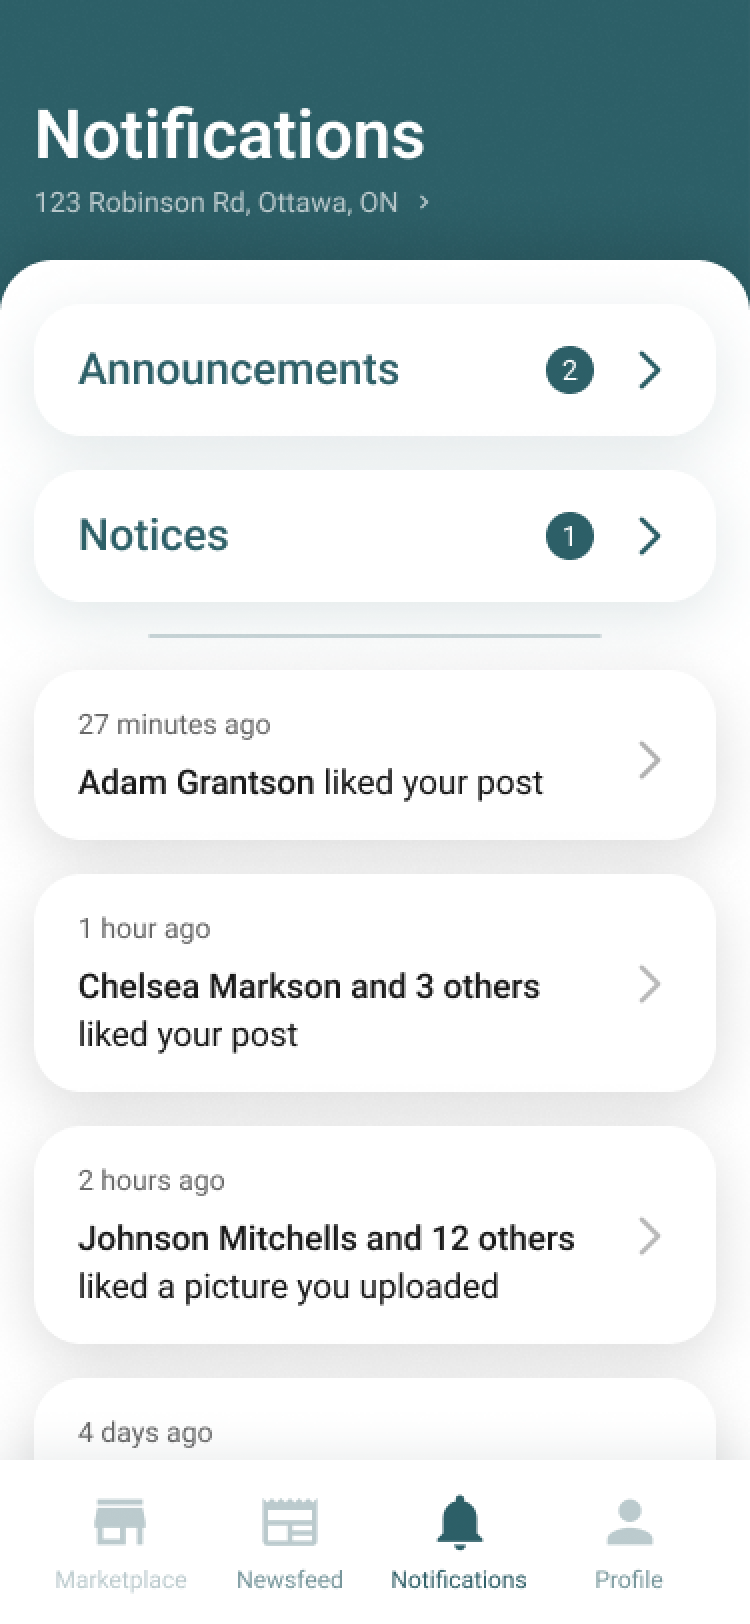 Notifications
123 Robinson Rd, Ottawa, ON
Announcements 2
Notices 1
27 minutes ago
Adam Grantson liked your post
1 hour ago
Chelsea Markson and 3 others
liked your post
2 hours ago
Johnson Mitchells and 12 others
liked a picture you uploaded
4 days ago
Marketplace Newsfeed Notifications Profile